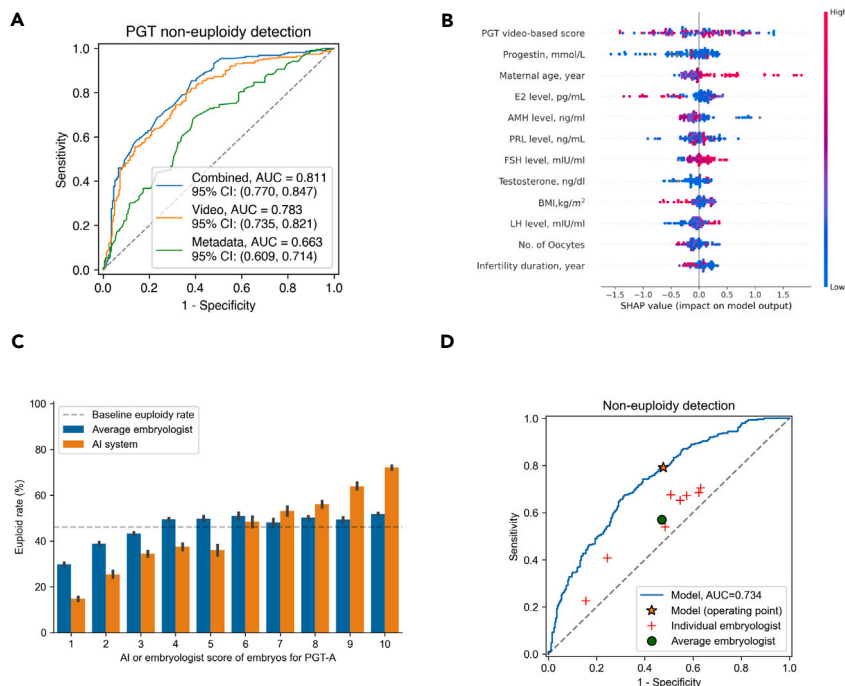 A
PGT non-euploidy detection
1.0
0.8
0.6
0.4
0.2
0.0
Sensitivity
Combined, AUC = 0.811
95% CI: (0.770, 0.847)
Video, AUC = 0.783
95% CI: (0.735, 0.821)
Metadata, AUC = 0.663
95% CI: (0.609, 0.714)
0.0 0.2 0.4 0.6 0.8 1.0
1 - Specificity
B
High
PGT video-based score
Progestin, mmol/L
Maternal age, year
E2 level, pg/mL
AMH level, ng/ml
PRL level, ng/mL
FSH level, mIU/ml
Testosterone, ng/dl
BMI,kg/m²
LH level, mIU/ml
No. of Oocytes
Infertility duration, year
Low
−1.5 −1.0 −0.5 0.0 0.5 1.0 1.5
SHAP value (impact on model output)
C
100
80
60
40
20
0
Euploid rate (%)
Baseline euploidy rate
Average embryologist
AI system
1 2 3 4 5 6 7 8 9 10
AI or embryologist score of embryos for PGT-A
D
Non-euploidy detection
1.0
0.8
0.6
0.4
0.2
0.0
Sensitivity
Model, AUC=0.734
Model (operating point)
Individual embryologist
Average embryologist
0.0 0.2 0.4 0.6 0.8 1.0
1 - Specificity